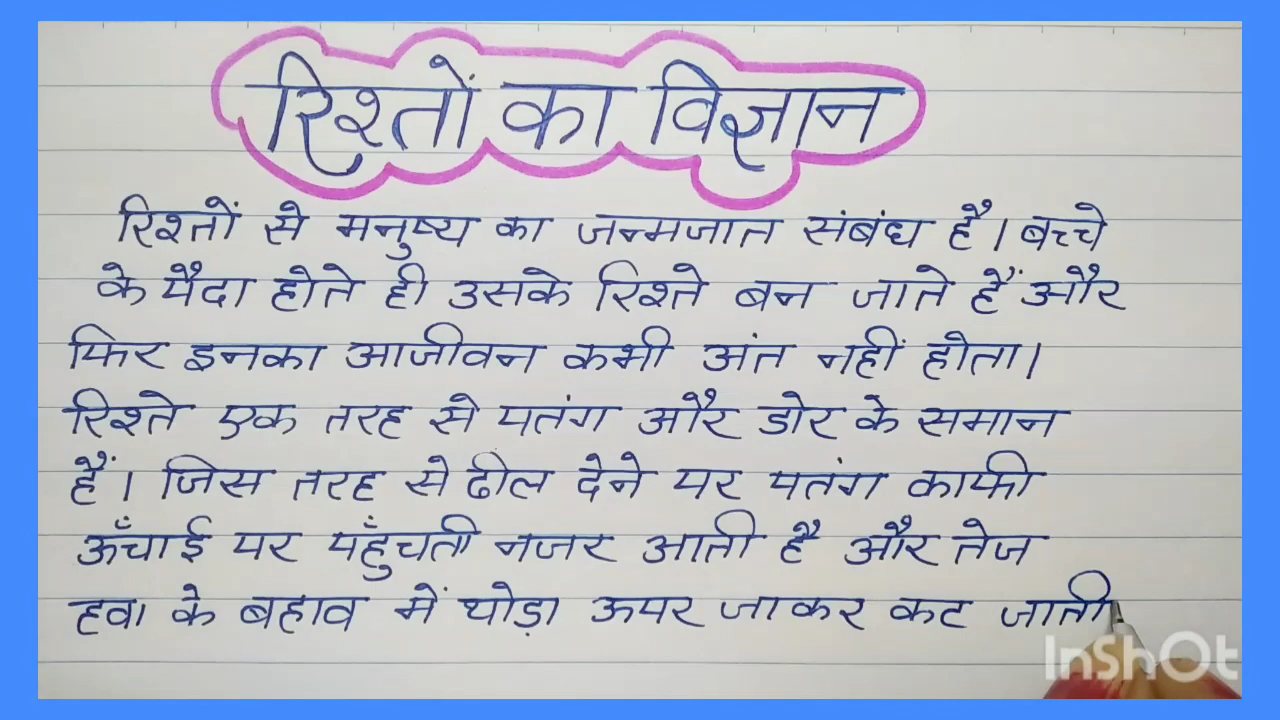 रिश्तों का विज्ञान
रिश्तों से मनुष्य का जन्मजात संबंध है। बच्चे
के पैदा होते ही उसके रिश्ते बन जाते हैं और
फिर इनका आजीवन कभी अंत नहीं होता।
रिश्ते एक तरह से पतंग और डोर के समान
हैं। जिस तरह से ढील देने पर पतंग काफी
ऊँचाई पर पहुँचती नजर आती है और तेज
हवा के बहाव में थोड़ा ऊपर जाकर कट जाती
InShOt